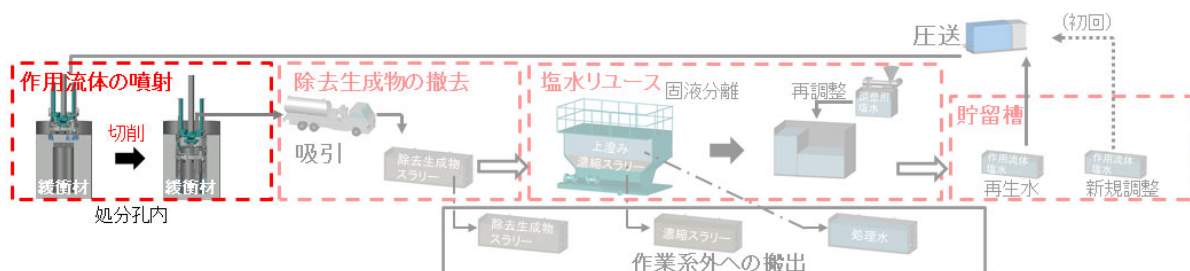 圧送
(初回)
作用流体の噴射
除去生成物の撤去
塩水リユース
固液分離
再調整
調整用
塩水
貯留槽
切削
吸引
上澄み
濃縮スラリー
除去生成物
スラリー
作用流体
塩水
作用流体
塩水
緩衝材
緩衝材
再生水
新規調整
処分孔内
除去生成物
スラリー
濃縮スラリー
処理水
作業系外への搬出